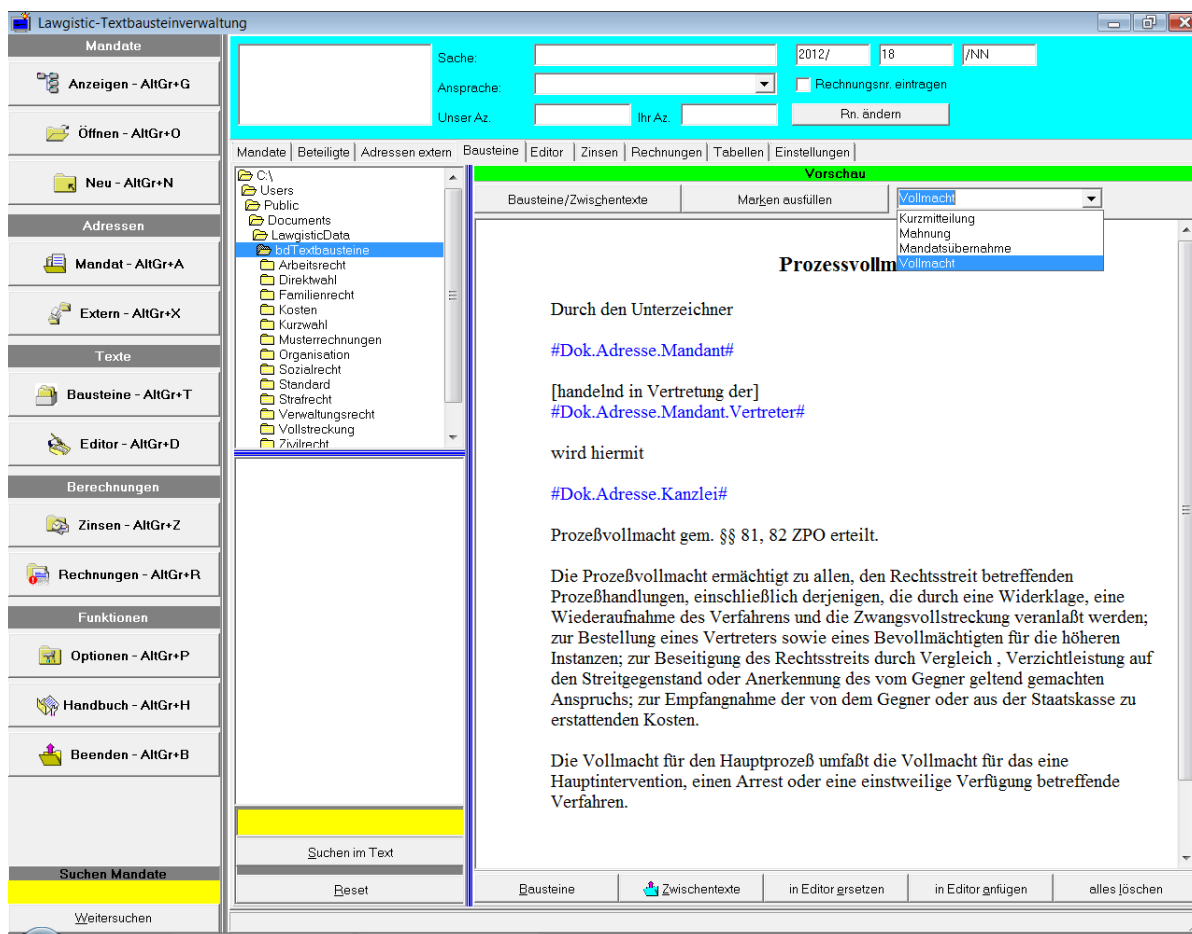 Lawgistic-Textbausteinverwaltung
Mandate
Anzeigen - AltGr+G
Öffnen - AltGr+O
Neu - AltGr+N
Adressen
Mandat - AltGr+A
Extern - AltGr+X
Texte
Bausteine - AltGr+T
Editor - AltGr+D
Berechnungen
Zinsen - AltGr+Z
Rechnungen - AltGr+R
Funktionen
Optionen - AltGr+P
Handbuch - AltGr+H
Beenden - AltGr+B
Suchen Mandate
Weitersuchen
Sache:
2012/ 18 /NN
Ansprache:
Rechnungsnr. eintragen
Unser Az. Ihr Az.
Rn. ändern
Mandate Beteiligte Adressen extern Bausteine Editor Zinsen Rechnungen Tabellen Einstellungen
C:\
Users
Public
Documents
LawgisticData
bdTextbausteine
Arbeitsrecht
Direktwahl
Familienrecht
Kosten
Kurzwahl
Musterrechnungen
Organisation
Sozialrecht
Standard
Strafrecht
Verwaltungsrecht
Vollstreckung
Zivilrecht
Suchen im Text
Reset
Vorschau
Bausteine/Zwischentexte Marken ausfüllen Vollmacht
Kurzmitteilung
Mahnung
Mandatsübernahme
Vollmacht
Prozessvollm
Durch den Unterzeichner
#Dok.Adresse.Mandant#
[handelnd in Vertretung der]
#Dok.Adresse.Mandant.Vertreter#
wird hiermit
#Dok.Adresse.Kanzlei#
Prozeßvollmacht gem. §§ 81, 82 ZPO erteilt.
Die Prozeßvollmacht ermächtigt zu allen, den Rechtsstreit betreffenden
Prozeßhandlungen, einschließlich derjenigen, die durch eine Widerklage, eine
Wiederaufnahme des Verfahrens und die Zwangsvollstreckung veranlaßt werden;
zur Bestellung eines Vertreters sowie eines Bevollmächtigten für die höheren
Instanzen; zur Beseitigung des Rechtsstreits durch Vergleich , Verzichtleistung auf
den Streitgegenstand oder Anerkennung des vom Gegner geltend gemachten
Anspruchs; zur Empfangnahme der von dem Gegner oder aus der Staatskasse zu
erstattenden Kosten.
Die Vollmacht für den Hauptprozeß umfaßt die Vollmacht für das eine
Hauptintervention, einen Arrest oder eine einstweilige Verfügung betreffende
Verfahren.
Bausteine Zwischentexte in Editor ersetzen in Editor anfügen alles löschen